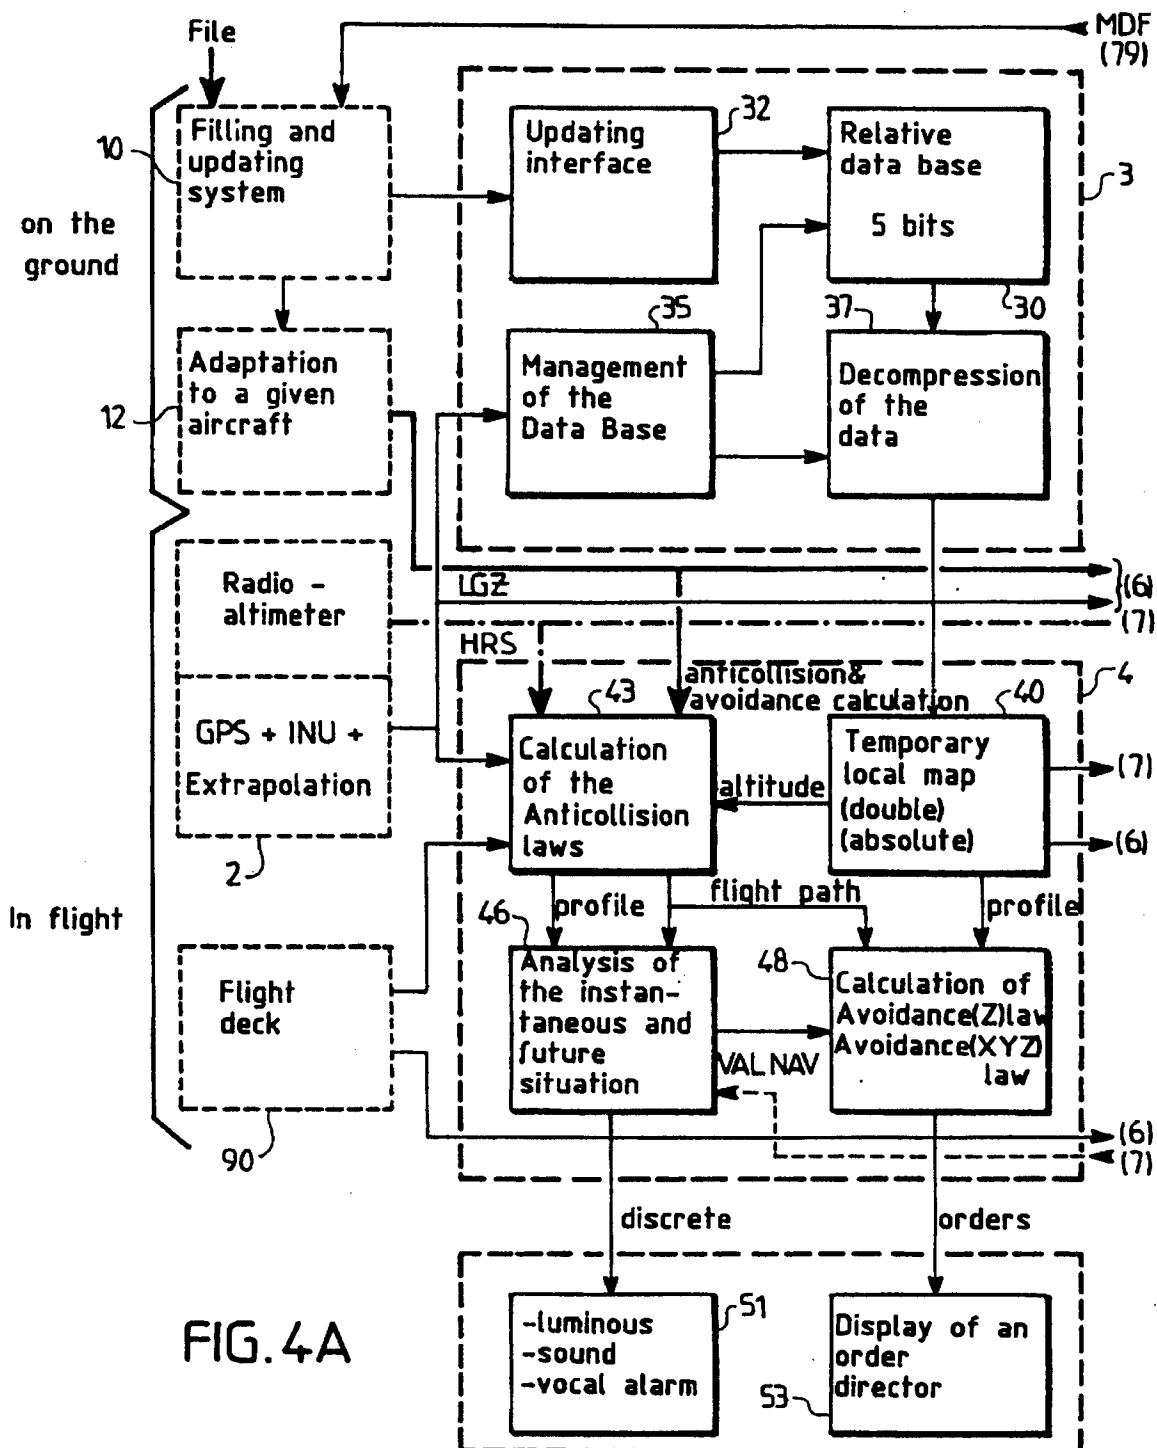 File
MDF
(79)
10
Filling and
updating
system
Updating
interface
32
Relative
data base
5 bits
3
on the
ground
30
35
37
12
Adaptation
to a given
aircraft
Management
of the
Data Base
Decompression
of the
data
Radio -
altimeter
LGZ
(6)
(7)
HRS
anticollision&
avoidance calculation
4
43
40
GPS + INU +
Extrapolation
2
Calculation
of the
Anticollision
laws
altitude
Temporary
local map
(double)
(absolute)
(7)
(6)
In flight
profile
flight path
profile
46
48
Flight
deck
90
Analysis of
the instan-
taneous and
future
situation
VAL NAV
Calculation of
Avoidance(Z)law
Avoidance(XYZ)
law
(6)
(7)
discrete
orders
FIG. 4A
-luminous
-sound
-vocal alarm
51
Display of an
order
director
53